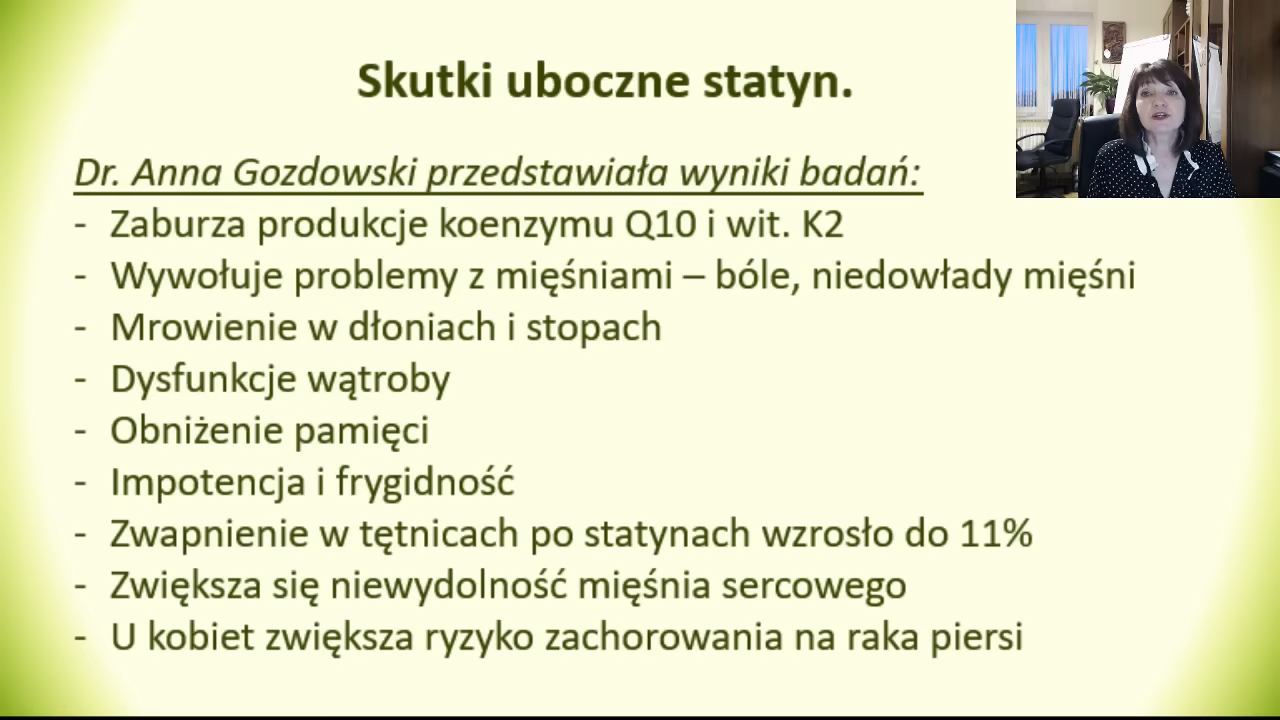 Skutki uboczne statyn.
Dr. Anna Gozdowski przedstawiała wyniki badań:
- Zaburza produkcje koenzymu Q10 i wit. K2
- Wywołuje problemy z mięśniami – bóle, niedowłady mięśni
- Mrowienie w dłoniach i stopach
- Dysfunkcje wątroby
- Obniżenie pamięci
- Impotencja i frygidność
- Zwapnienie w tętnicach po statynach wzrosło do 11%
- Zwiększa się niewydolność mięśnia sercowego
- U kobiet zwiększa ryzyko zachorowania na raka piersi